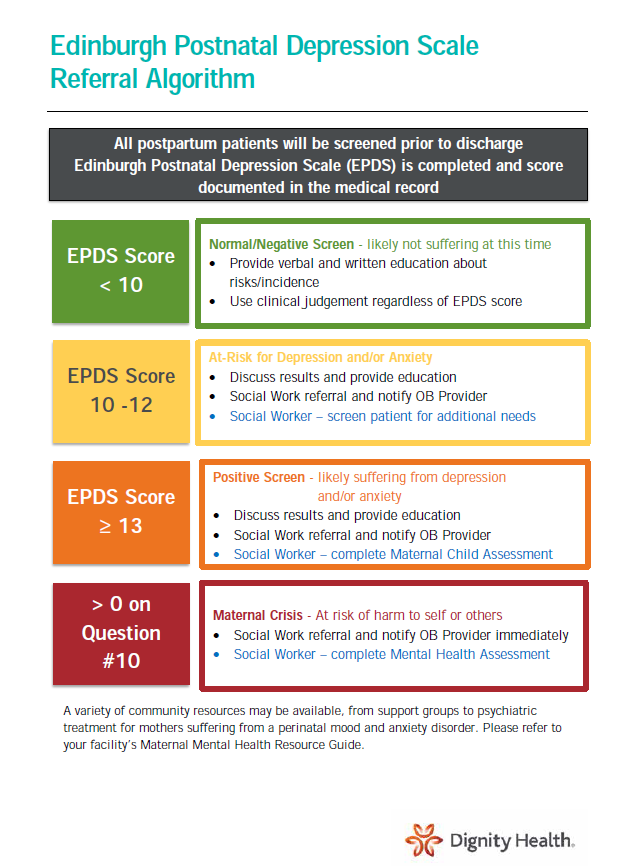 Edinburgh Postnatal Depression Scale
Referral Algorithm
All postpartum patients will be screened prior to discharge
Edinburgh Postnatal Depression Scale (EPDS) is completed and score
documented in the medical record
EPDS Score
< 10
Normal/Negative Screen - likely not suffering at this time
• Provide verbal and written education about
risks/incidence
• Use clinical judgement regardless of EPDS score
EPDS Score
10 -12
At-Risk for Depression and/or Anxiety
• Discuss results and provide education
• Social Work referral and notify OB Provider
• Social Worker – screen patient for additional needs
EPDS Score
≥ 13
Positive Screen - likely suffering from depression
and/or anxiety
• Discuss results and provide education
• Social Work referral and notify OB Provider
• Social Worker – complete Maternal Child Assessment
> 0 on
Question
#10
Maternal Crisis - At risk of harm to self or others
• Social Work referral and notify OB Provider immediately
• Social Worker – complete Mental Health Assessment
A variety of community resources may be available, from support groups to psychiatric
treatment for mothers suffering from a perinatal mood and anxiety disorder. Please refer to
your facility's Maternal Mental Health Resource Guide.
Dignity Health.